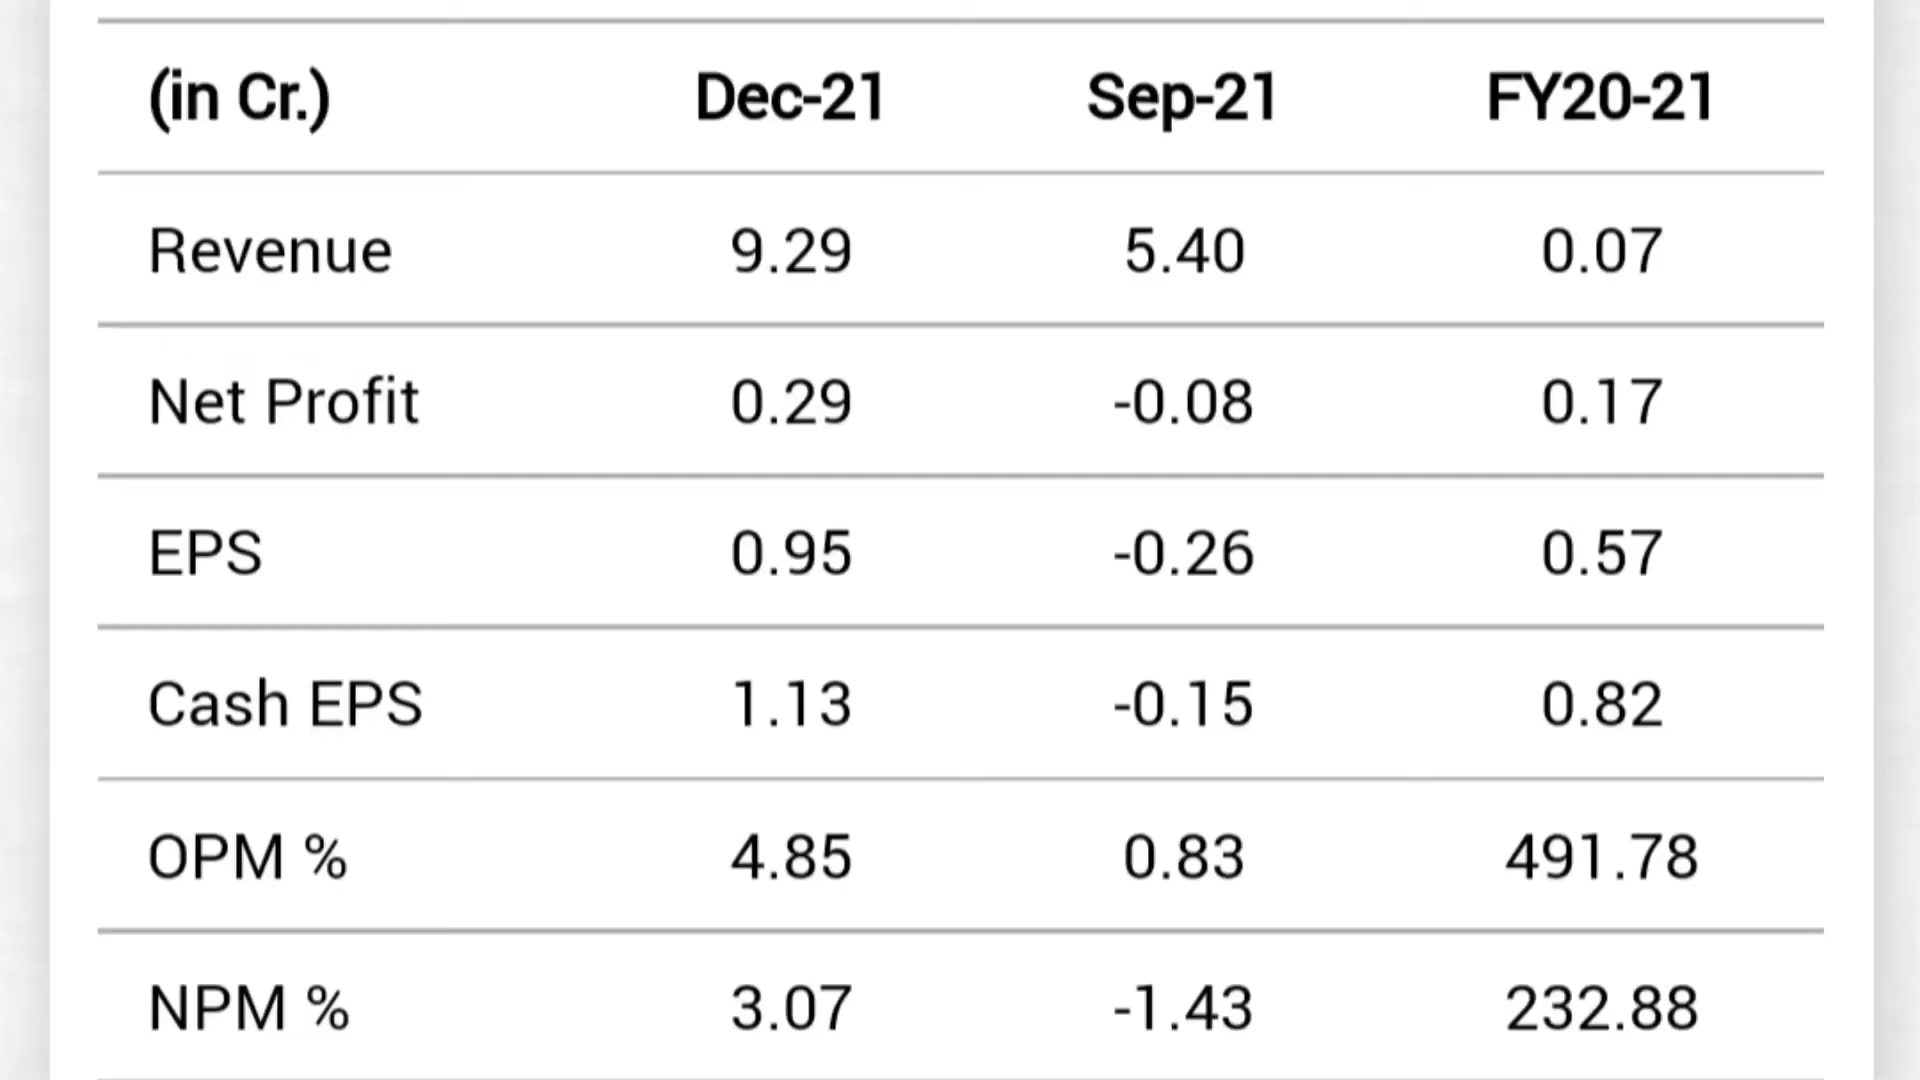 (in Cr.) Dec-21 Sep-21 FY20-21
Revenue 9.29 5.40 0.07
Net Profit 0.29 -0.08 0.17
EPS 0.95 -0.26 0.57
Cash EPS 1.13 -0.15 0.82
OPM % 4.85 0.83 491.78
NPM % 3.07 -1.43 232.88